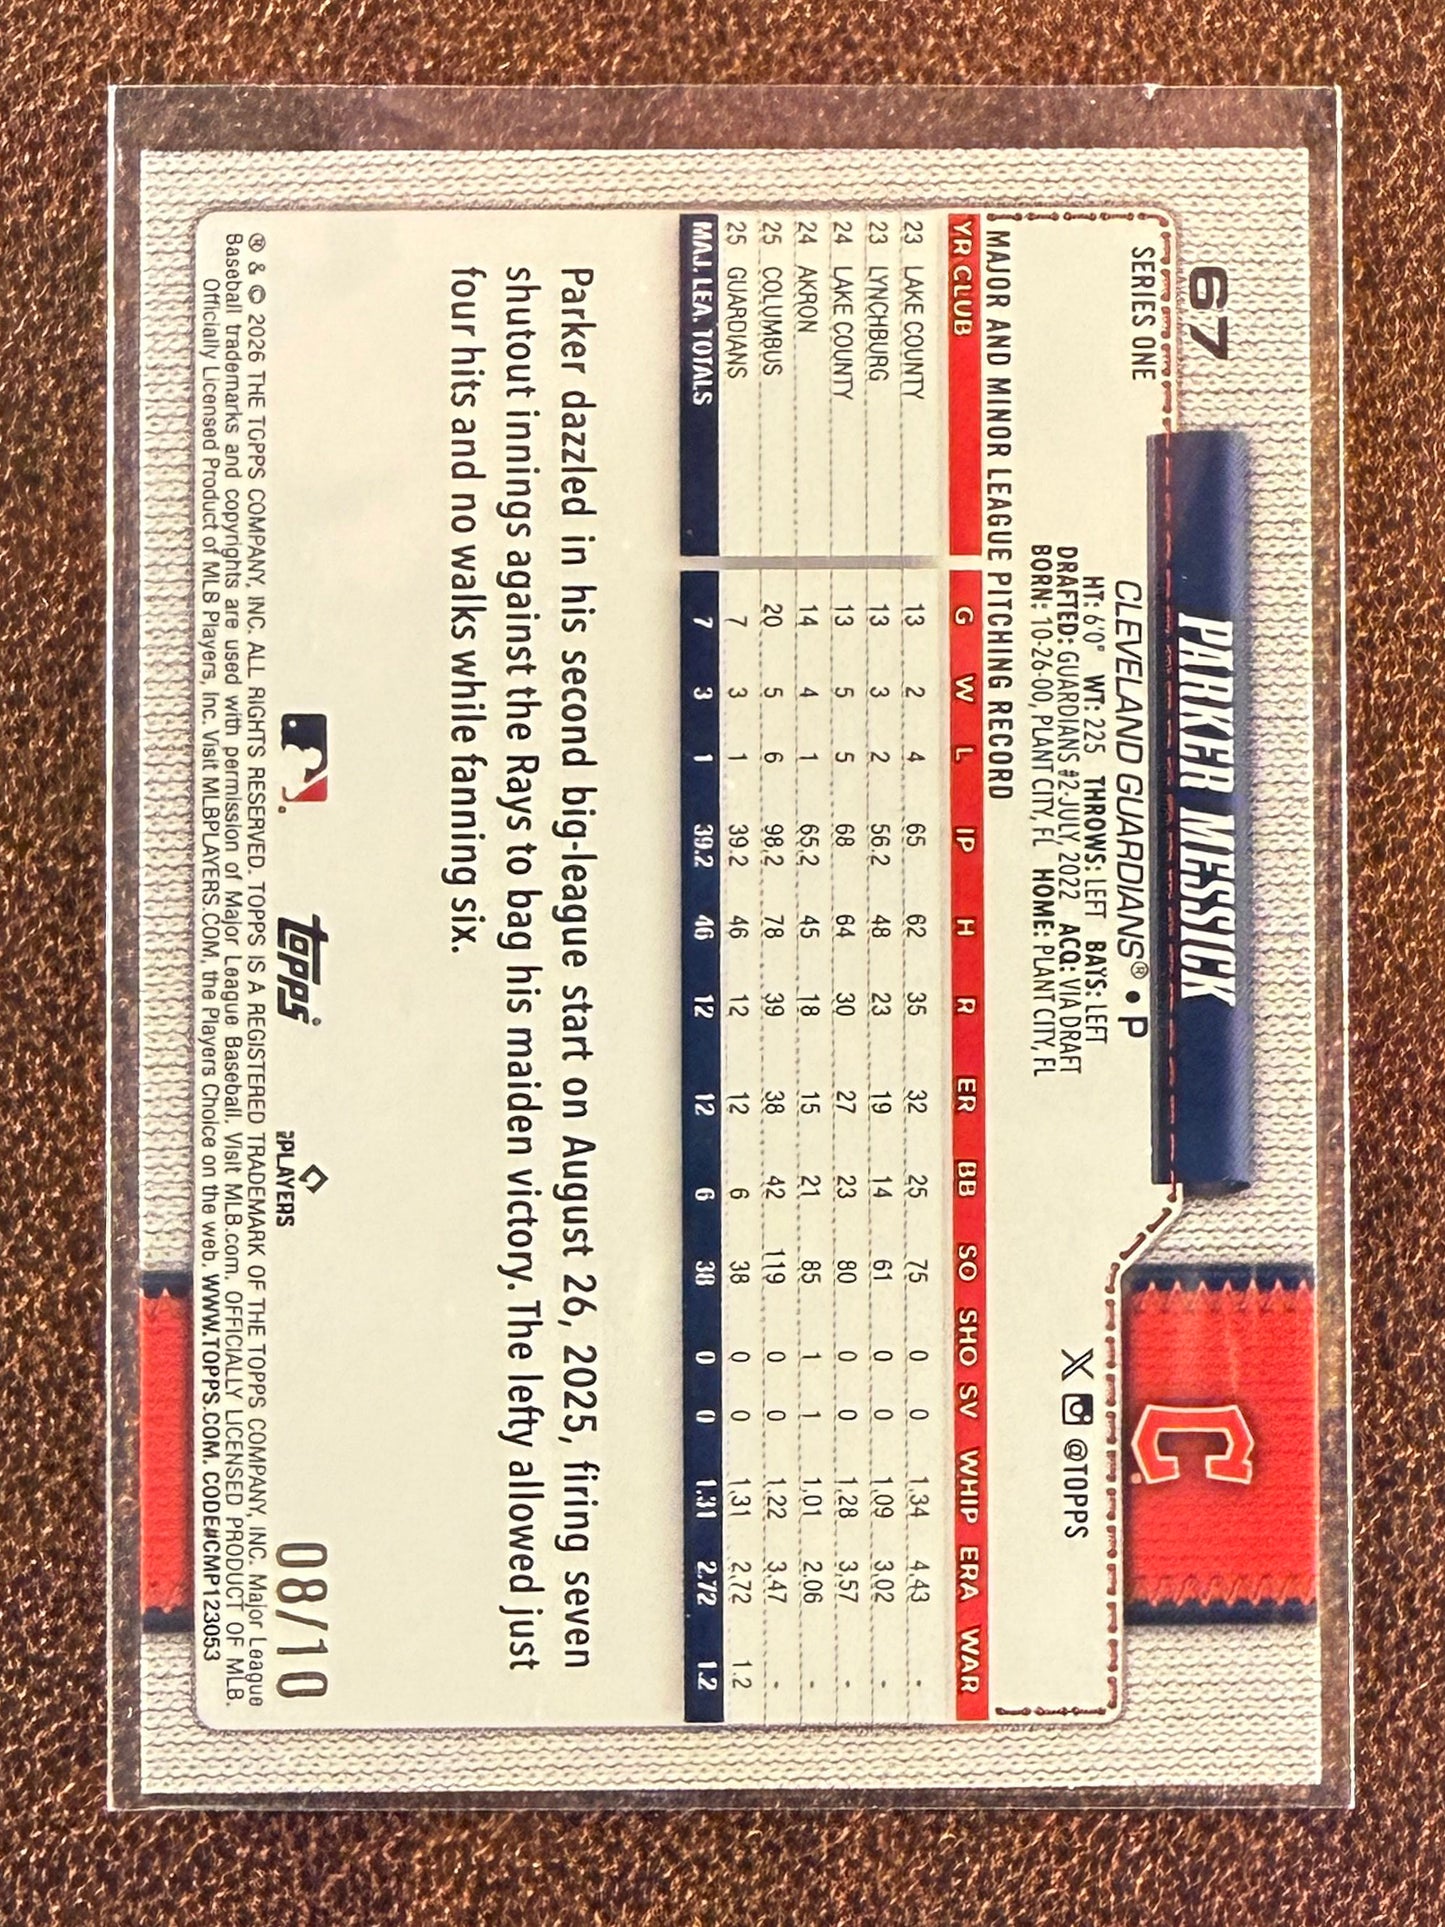 67
SERIES ONE
PARKER MESSICK
CLEVELAND GUARDIANS® • P
HT: 6'0" WT: 225 THROWS: LEFT BAYS: LEFT
DRAFTED: GUARDIANS #2-JULY, 2022 ACQ: VIA DRAFT
BORN: 10-26-00, PLANT CITY, FL HOME: PLANT CITY, FL
X @TOPPS
C
MAJOR AND MINOR LEAGUE PITCHING RECORD
YR CLUB G W L IP H R ER BB SO SHO SV WHIP ERA WAR
23 LAKE COUNTY 13 2 4 65 62 35 32 25 75 0 0 1.34 4.43 -
23 LYNCHBURG 13 3 2 56.2 48 23 19 14 61 0 0 1.09 3.02 -
24 LAKE COUNTY 13 5 5 68 64 30 27 23 80 0 0 1.28 3.57 -
24 AKRON 14 4 1 65.2 45 18 15 21 85 1 1 1.01 2.06 -
25 COLUMBUS 20 5 6 98.2 78 39 38 42 119 0 0 1.22 3.47 -
25 GUARDIANS 7 3 1 39.2 46 12 12 6 38 0 0 1.31 2.72 1.2
MAJ. LEA. TOTALS 7 3 1 39.2 46 12 12 6 38 0 0 1.31 2.72 1.2
Parker dazzled in his second big-league start on August 26, 2025, firing seven
shutout innings against the Rays to bag his maiden victory. The lefty allowed just
four hits and no walks while fanning six.
topps®
PLAYERS
08/10
® & © 2026 THE TOPPS COMPANY, INC. ALL RIGHTS RESERVED. TOPPS IS A REGISTERED TRADEMARK OF THE TOPPS COMPANY, INC. Major League
Baseball trademarks and copyrights are used with permission of Major League Baseball. Visit MLB.com. OFFICIALLY LICENSED PRODUCT OF MLB.
Officially Licensed Product of MLB Players, Inc. Visit MLBPLAYERS.COM, the Players Choice on the web. WWW.TOPPS.COM. CODE#CMP123053